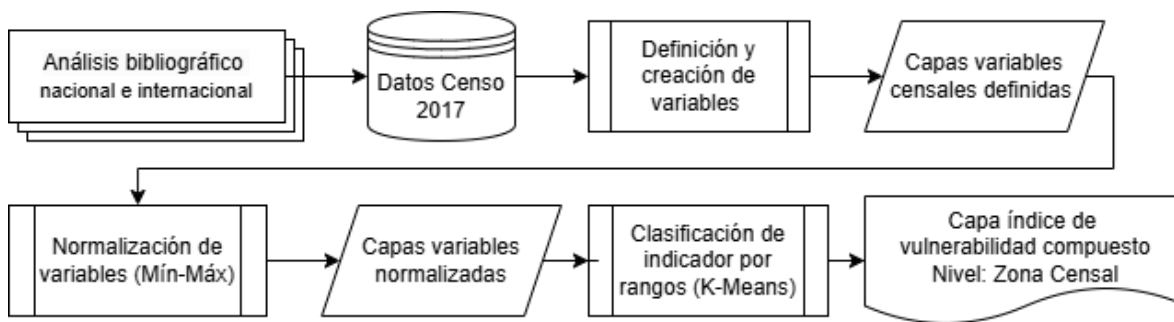 Análisis bibliográfico
nacional e internacional
Datos Censo
2017
Definición y
creación de
variables
Capas variables
censales definidas
Normalización de
variables (Mín-Máx)
Capas variables
normalizadas
Clasificación de
indicador por
rangos (K-Means)
Capa índice de
vulnerabilidad compuesto
Nivel: Zona Censal